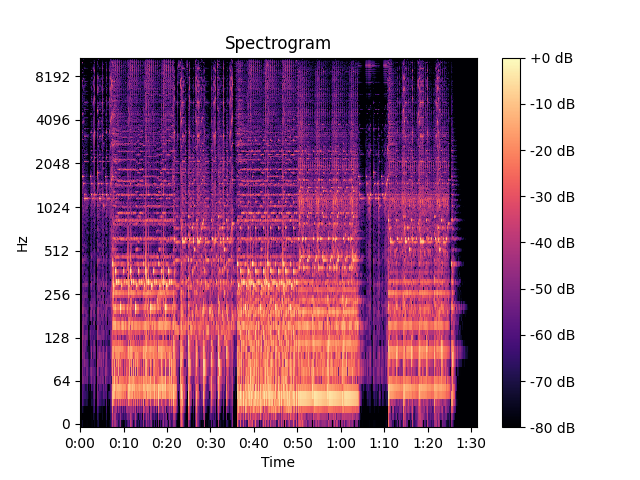 Spectrogram
8192
4096
2048
1024
512
256
128
64
0
Hz
0:00 0:10 0:20 0:30 0:40 0:50 1:00 1:10 1:20 1:30
Time
+0 dB
-10 dB
-20 dB
-30 dB
-40 dB
-50 dB
-60 dB
-70 dB
-80 dB